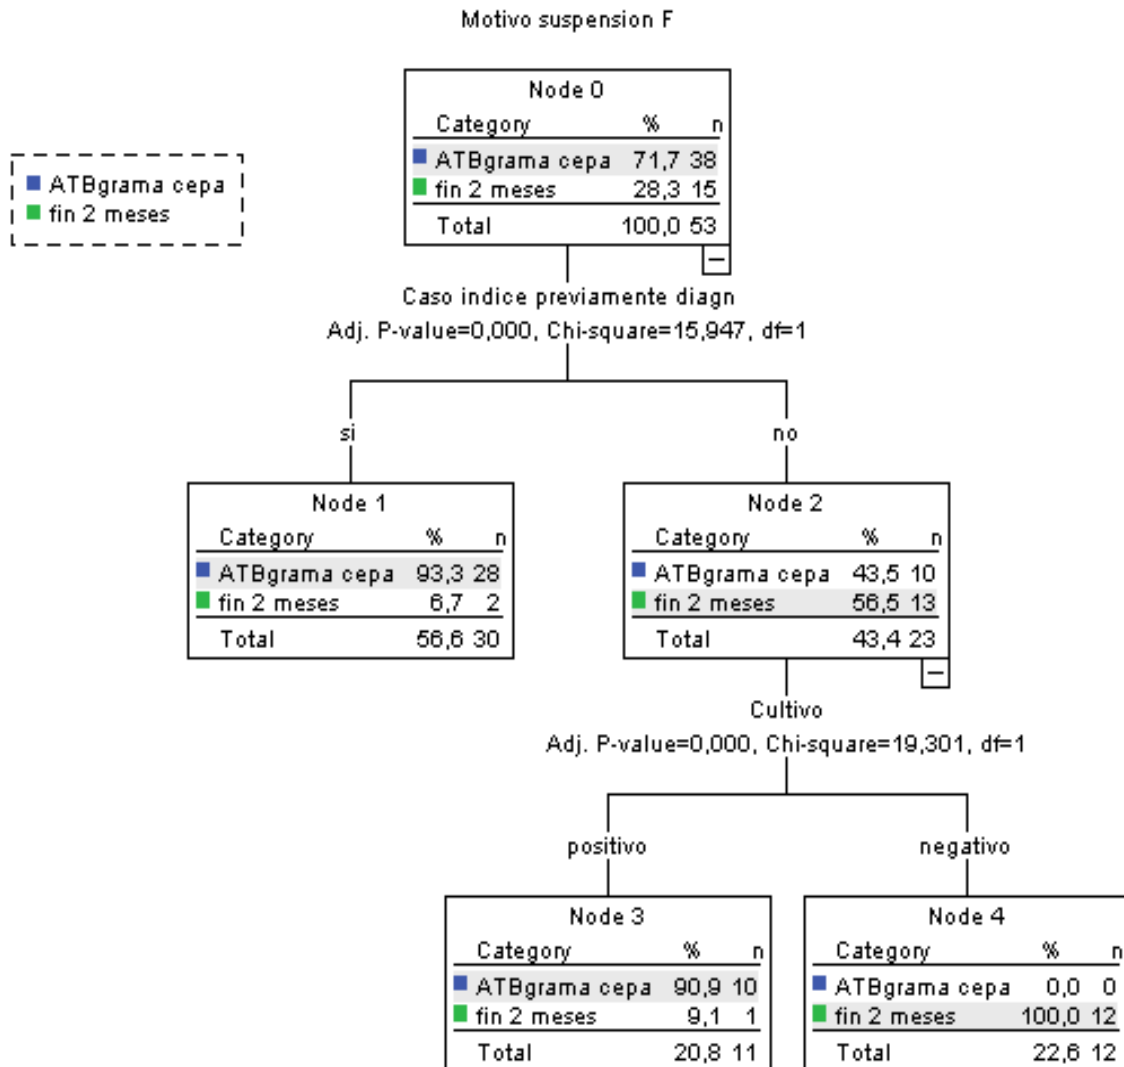 Motivo suspension F
ATBgrama cepa
fin 2 meses
Node 0
Category % n
ATBgrama cepa 71,7 38
fin 2 meses 28,3 15
Total 100,0 53
Caso indice previamente diagn
Adj. P-value=0,000, Chi-square=15,947, df=1
si
no
Node 1
Category % n
ATBgrama cepa 93,3 28
fin 2 meses 6,7 2
Total 56,6 30
Node 2
Category % n
ATBgrama cepa 43,5 10
fin 2 meses 56,5 13
Total 43,4 23
Cultivo
Adj. P-value=0,000, Chi-square=19,301, df=1
positivo
negativo
Node 3
Category % n
ATBgrama cepa 90,9 10
fin 2 meses 9,1 1
Total 20,8 11
Node 4
Category % n
ATBgrama cepa 0,0 0
fin 2 meses 100,0 12
Total 22,6 12